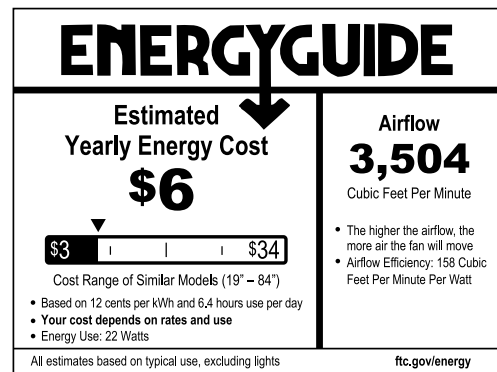 ENERGYGUIDE
Estimated
Yearly Energy Cost
$6
$3 $34
Cost Range of Similar Models (19" – 84")
• Based on 12 cents per kWh and 6.4 hours use per day
• Your cost depends on rates and use
• Energy Use: 22 Watts
Airflow
3,504
Cubic Feet Per Minute
• The higher the airflow, the
more air the fan will move
• Airflow Efficiency: 158 Cubic
Feet Per Minute Per Watt
All estimates based on typical use, excluding lights
ftc.gov/energy